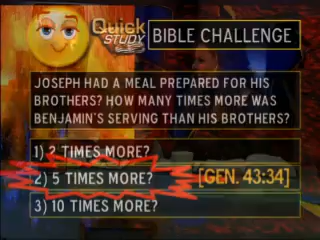 Quick
STUDY
BIBLE CHALLENGE
JOSEPH HAD A MEAL PREPARED FOR HIS
BROTHERS? HOW MANY TIMES MORE WAS
BENJAMIN'S SERVING THAN HIS BROTHERS?
1) 2 TIMES MORE?
2) 5 TIMES MORE?
[GEN. 43:34]
3) 10 TIMES MORE?